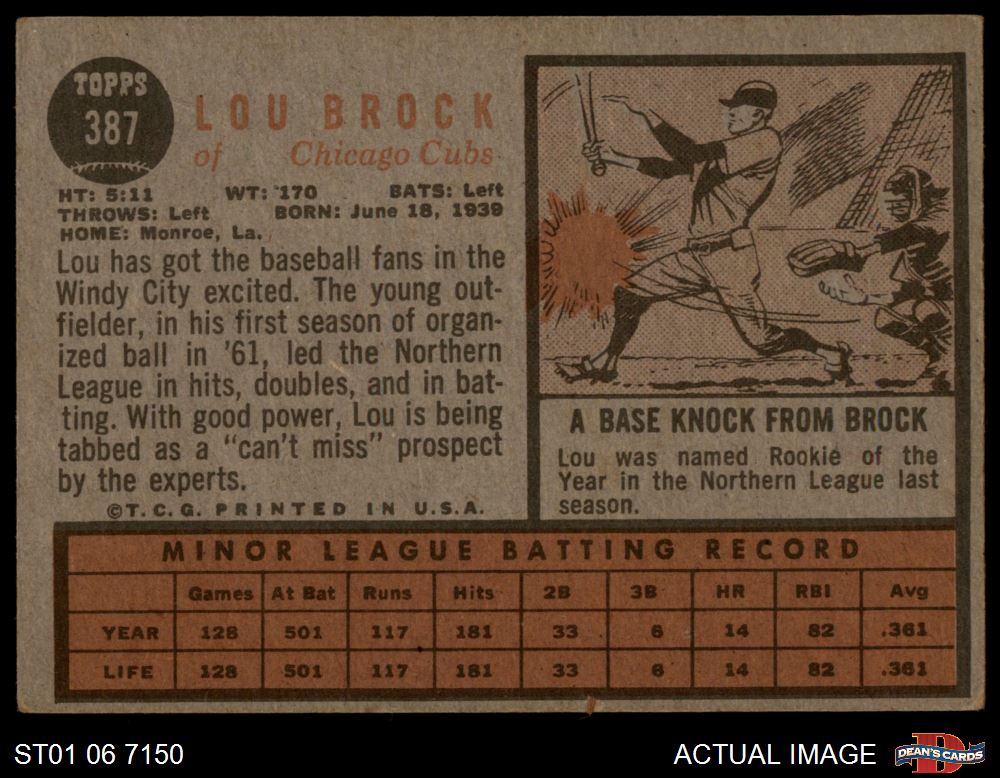 TOPPS
387
LOU BROCK
of Chicago Cubs
HT: 5:11 WT: 170 BATS: Left
THROWS: Left BORN: June 18, 1939
HOME: Monroe, La.
Lou has got the baseball fans in the
Windy City excited. The young out-
fielder, in his first season of organ-
ized ball in '61, led the Northern
League in hits, doubles, and in bat-
ting. With good power, Lou is being
tabbed as a "can't miss" prospect
by the experts.
©T.C.G. PRINTED IN U.S.A.
A BASE KNOCK FROM BROCK
Lou was named Rookie of the
Year in the Northern League last
season.
MINOR LEAGUE BATTING RECORD
Games At Bat Runs Hits 2B 3B HR RBI Avg
YEAR 128 501 117 181 33 6 14 82 .361
LIFE 128 501 117 181 33 6 14 82 .361
ST01 06 7150
ACTUAL IMAGE
D
DEAN'S CARDS